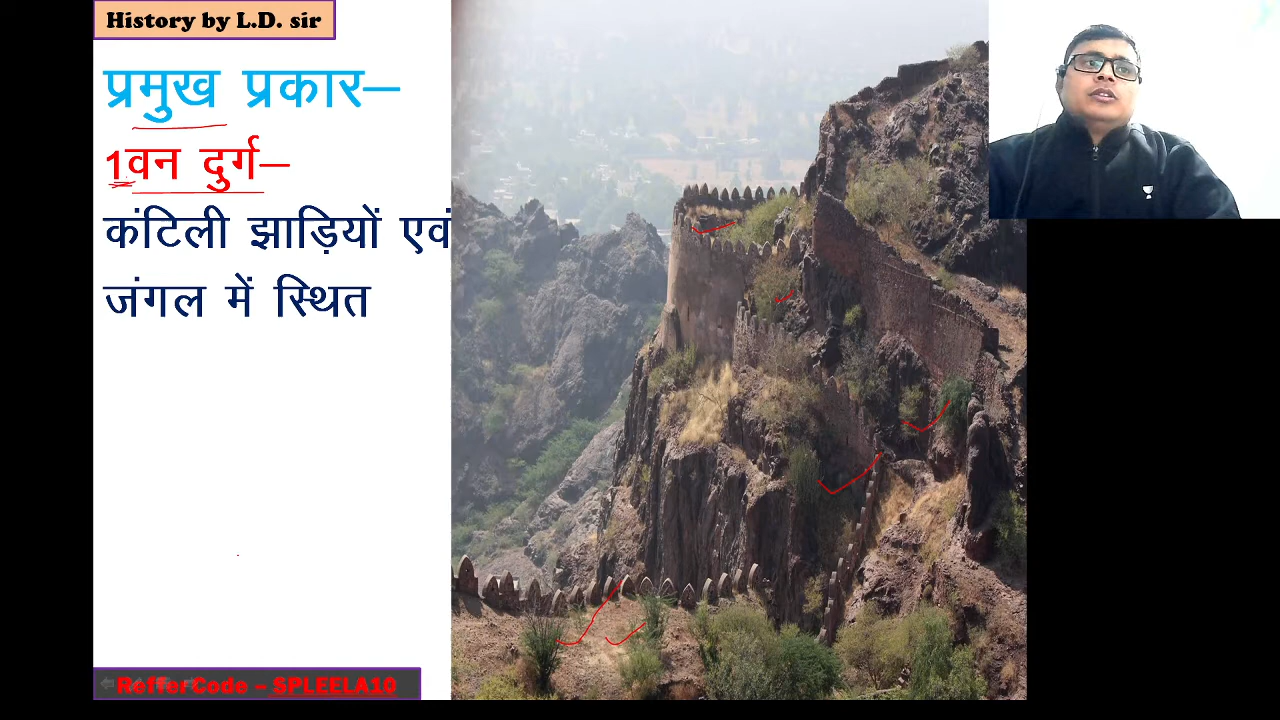 History by L.D. sir
प्रमुख प्रकार–
1वन दुर्ग–
कंटिली झाड़ियों एवं
जंगल में स्थित
RefferCode – SPLEELA10